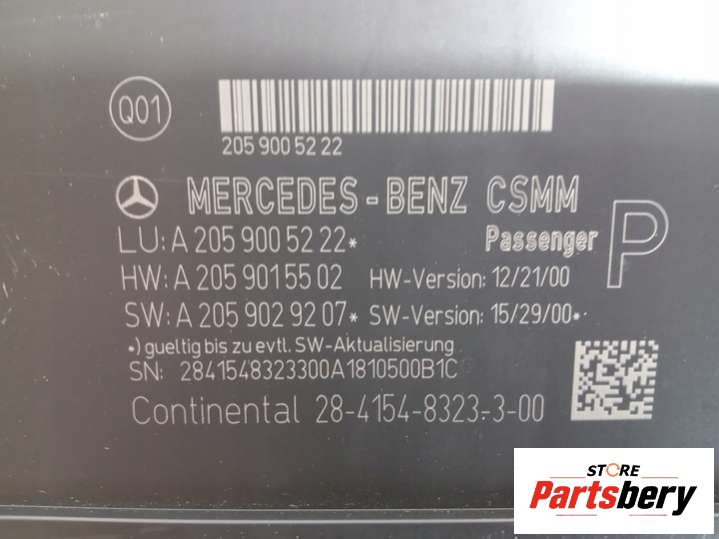 Q01
205 900 52 22
MERCEDES-BENZ CSMM
LU: A 205 900 52 22* Passenger P
HW: A 205 901 55 02 HW-Version: 12/21/00
SW: A 205 902 92 07* SW-Version: 15/29/00*
*) gueltig bis zu evtl. SW-Aktualisierung
SN: 2841548323300A1810500B1C
Continental 28-4154-8323-3-00
STORE
Partsbery